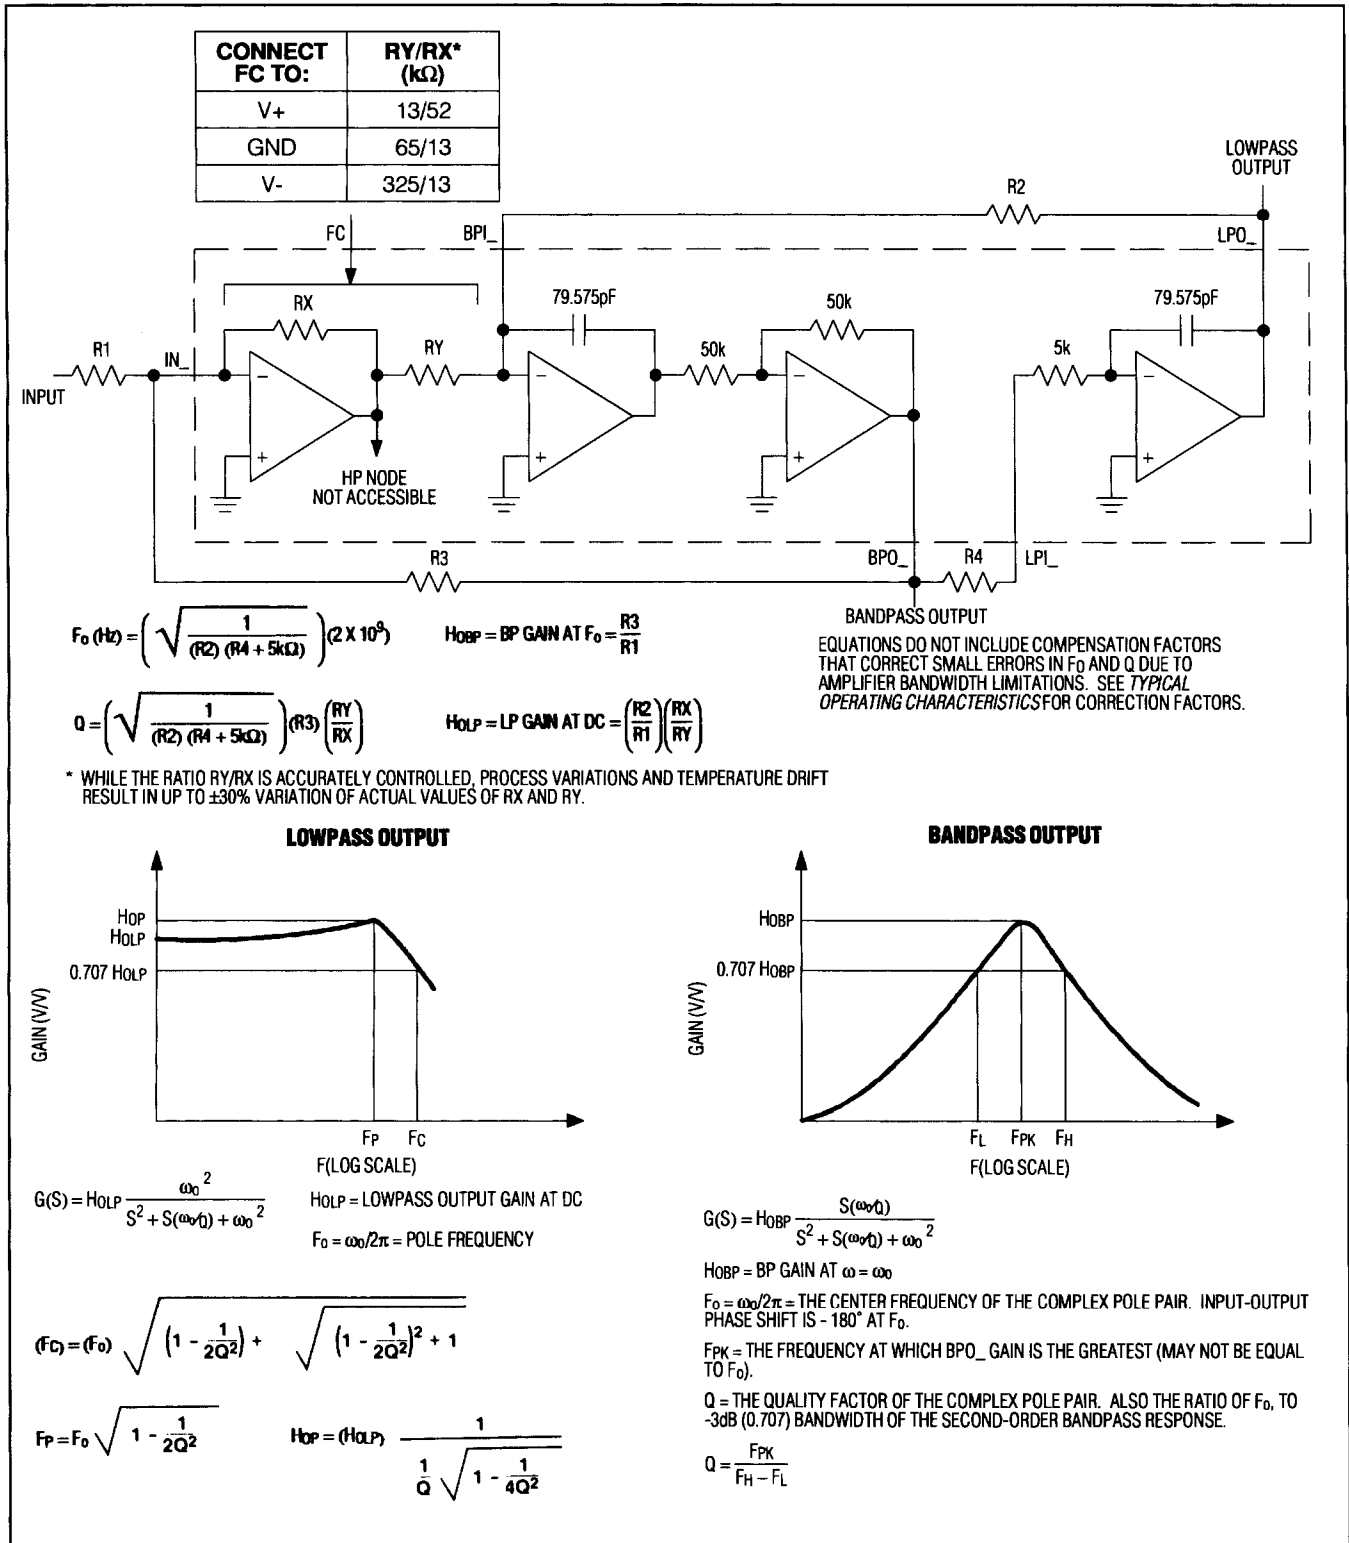 CONNECT FC TO: RY/RX* (kΩ)
V+ 13/52
GND 65/13
V- 325/13
LOWPASS
OUTPUT
R2
FC
BPI_
LPO_
RX
79.575pF
50k
79.575pF
R1
IN_
RY
50k
5k
INPUT
HP NODE
NOT ACCESSIBLE
R3
BPO_
R4
LPI_
BANDPASS OUTPUT
F₀ (Hz) = (√(1 / ((R2) (R4 + 5kΩ)))) (2 X 10⁹)
HOBP = BP GAIN AT F₀ = R3/R1
EQUATIONS DO NOT INCLUDE COMPENSATION FACTORS
THAT CORRECT SMALL ERRORS IN F₀ AND Q DUE TO
AMPLIFIER BANDWIDTH LIMITATIONS. SEE TYPICAL
OPERATING CHARACTERISTICS FOR CORRECTION FACTORS.
Q = (√(1 / ((R2) (R4 + 5kΩ)))) (R3) (RY/RX)
HOLP = LP GAIN AT DC = (R2/R1) (RX/RY)
* WHILE THE RATIO RY/RX IS ACCURATELY CONTROLLED, PROCESS VARIATIONS AND TEMPERATURE DRIFT
RESULT IN UP TO ±30% VARIATION OF ACTUAL VALUES OF RX AND RY.
LOWPASS OUTPUT
HOP
HOLP
0.707 HOLP
GAIN (V/V)
FP FC
F(LOG SCALE)
G(S) = HOLP ω₀² / (S² + S(ω₀/Q) + ω₀²)
HOLP = LOWPASS OUTPUT GAIN AT DC
F₀ = ω₀/2π = POLE FREQUENCY
(FC) = (F₀) √((1 - 1/2Q²) + √((1 - 1/2Q²)² + 1))
FP = F₀ √(1 - 1/2Q²)
HOP = (HOLP) 1 / (1/Q √(1 - 1/4Q²))
BANDPASS OUTPUT
HOBP
0.707 HOBP
GAIN (V/V)
FL FPK FH
F(LOG SCALE)
G(S) = HOBP S(ω₀/Q) / (S² + S(ω₀/Q) + ω₀²)
HOBP = BP GAIN AT ω = ω₀
F₀ = ω₀/2π = THE CENTER FREQUENCY OF THE COMPLEX POLE PAIR. INPUT-OUTPUT
PHASE SHIFT IS - 180° AT F₀.
FPK = THE FREQUENCY AT WHICH BPO_ GAIN IS THE GREATEST (MAY NOT BE EQUAL
TO F₀).
Q = THE QUALITY FACTOR OF THE COMPLEX POLE PAIR. ALSO THE RATIO OF F₀, TO
-3dB (0.707) BANDWIDTH OF THE SECOND-ORDER BANDPASS RESPONSE.
Q = FPK / (FH – FL)